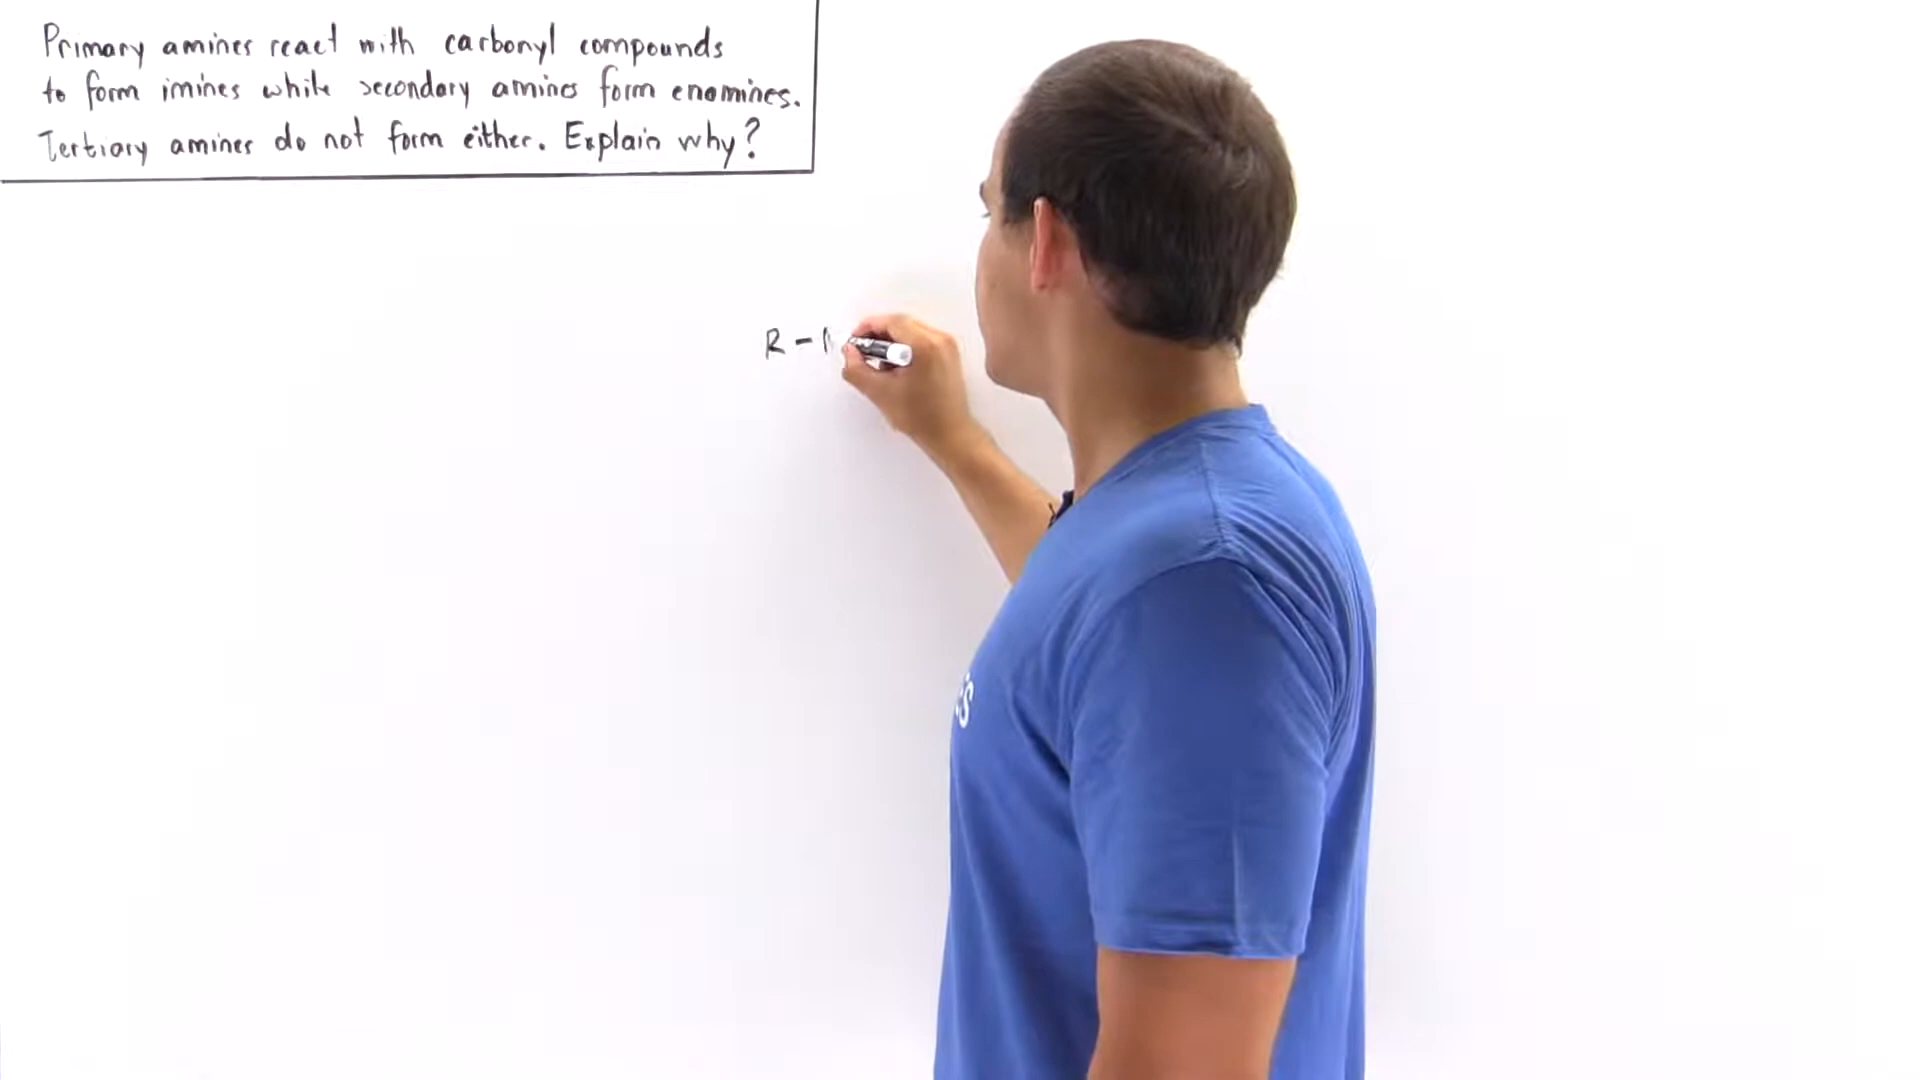 Primary amines react with carbonyl compounds
to form imines while secondary amines form enamines.
Tertiary amines do not form either. Explain why?
R –